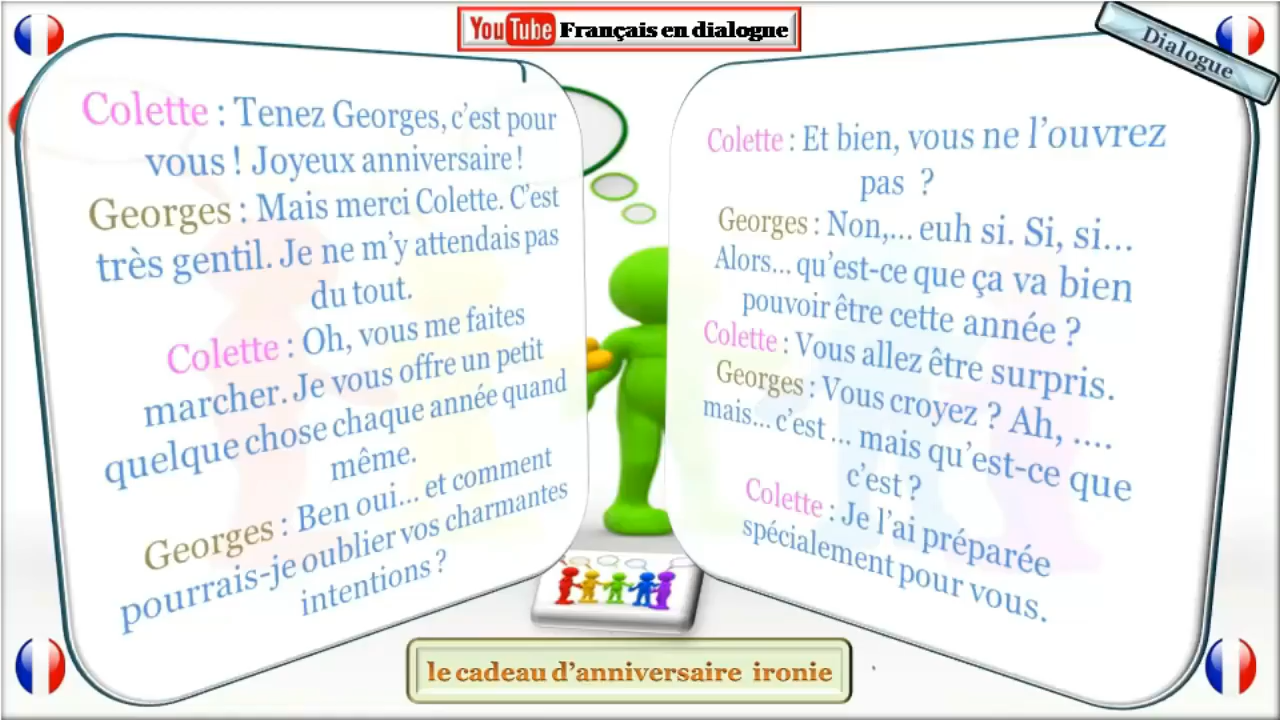 YouTube Français en dialogue
Dialogue
Colette : Tenez Georges, c'est pour
vous ! Joyeux anniversaire !
Georges : Mais merci Colette. C'est
très gentil. Je ne m'y attendais pas
du tout.
Colette : Oh, vous me faites
marcher. Je vous offre un petit
quelque chose chaque année quand
même.
Georges : Ben oui... et comment
pourrais-je oublier vos charmantes
intentions ?
Colette : Et bien, vous ne l'ouvrez
pas ?
Georges : Non,... euh si. Si, si...
Alors... qu'est-ce que ça va bien
pouvoir être cette année ?
Colette : Vous allez être surpris.
Georges : Vous croyez ? Ah, ....
mais... c'est ... mais qu'est-ce que
c'est ?
Colette : Je l'ai préparée
spécialement pour vous.
le cadeau d'anniversaire ironie